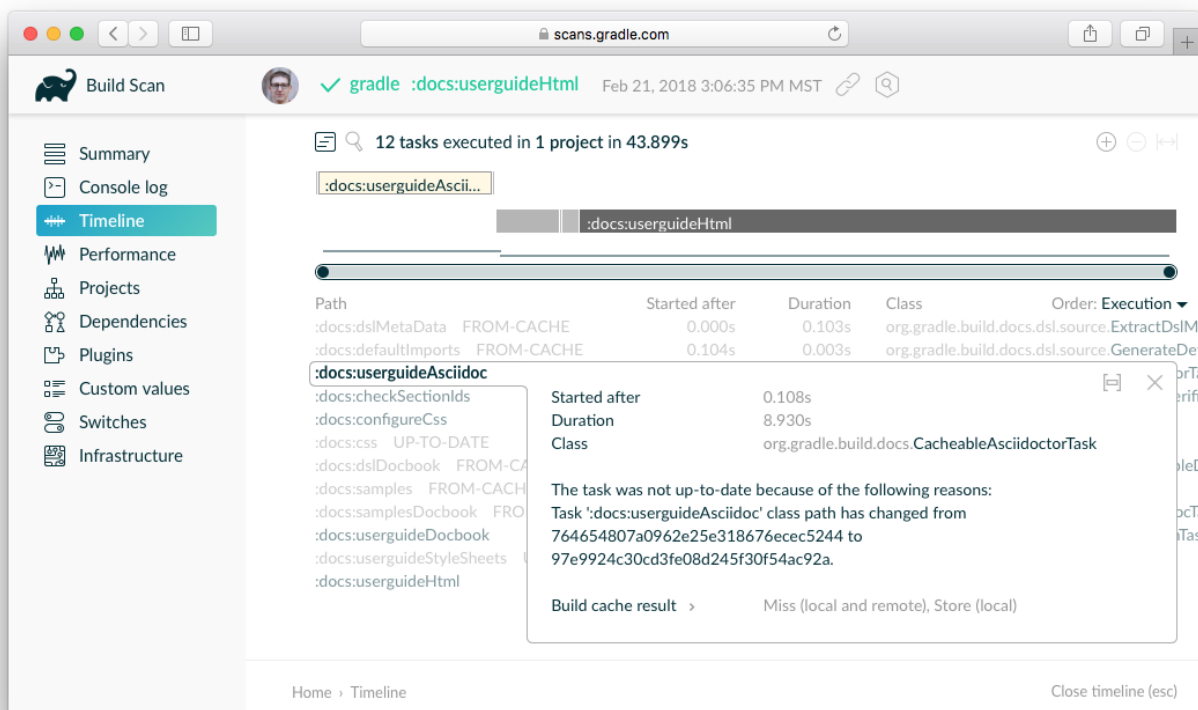 scans.gradle.com
Build Scan
gradle :docs:userguideHtml Feb 21, 2018 3:06:35 PM MST
Summary
Console log
Timeline
Performance
Projects
Dependencies
Plugins
Custom values
Switches
Infrastructure
12 tasks executed in 1 project in 43.899s
:docs:userguideAscii...
:docs:userguideHtml
Path Started after Duration Class Order: Execution
:docs:dslMetaData FROM-CACHE 0.000s 0.103s org.gradle.build.docs.dsl.source.ExtractDslM
:docs:defaultImports FROM-CACHE 0.104s 0.003s org.gradle.build.docs.dsl.source.GenerateDe
:docs:userguideAsciidoc
:docs:checkSectionIds
:docs:configureCss
:docs:css UP-TO-DATE
:docs:dslDocbook FROM-CA
:docs:samples FROM-CACH
:docs:samplesDocbook FRO
:docs:userguideDocbook
:docs:userguideStyleSheets
:docs:userguideHtml
Started after 0.108s
Duration 8.930s
Class org.gradle.build.docs.CacheableAsciidoctorTask
The task was not up-to-date because of the following reasons:
Task ':docs:userguideAsciidoc' class path has changed from
764654807a0962e25e318676ecec5244 to
97e9924c30cd3fe08d245f30f54ac92a.
Build cache result › Miss (local and remote), Store (local)
Home › Timeline
Close timeline (esc)